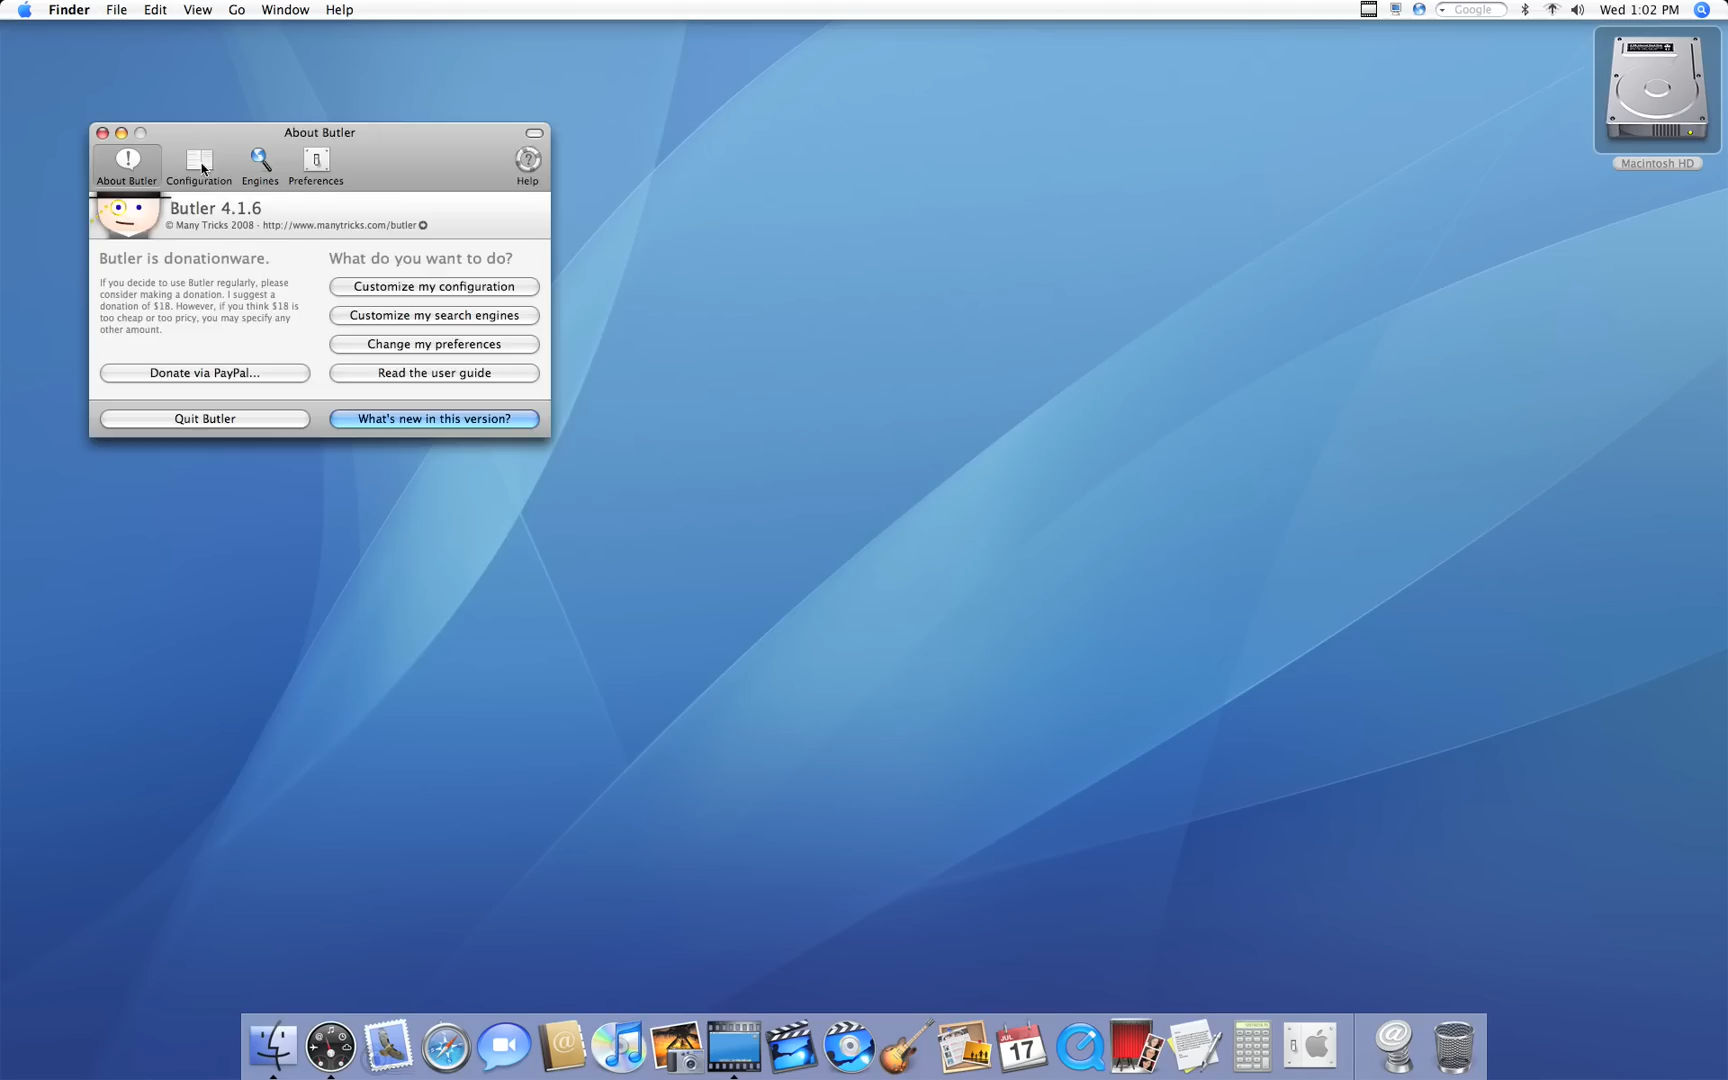 Finder File Edit View Go Window Help
Google
Wed 1:02 PM
Macintosh HD
About Butler
About Butler Configuration Engines Preferences Help
Butler 4.1.6
© Many Tricks 2008 - http://www.manytricks.com/butler
Butler is donationware.
If you decide to use Butler regularly, please
consider making a donation. I suggest a
donation of $18. However, if you think $18 is
too cheap or too pricy, you may specify any
other amount.
Donate via PayPal...
Quit Butler
What do you want to do?
Customize my configuration
Customize my search engines
Change my preferences
Read the user guide
What's new in this version?
JUL
17